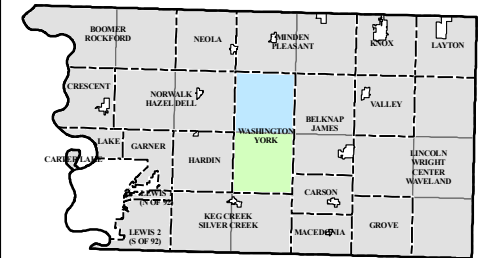 BOOMER
ROCKFORD
NEOLA
MINDEN
PLEASANT
KNOX
LAYTON
CRESCENT
NORWALK
HAZEL DELL
VALLEY
BELKNAP
JAMES
WASHINGTON
YORK
LAKE
GARNER
CARTER LAKE
HARDIN
LINCOLN
WRIGHT
CENTER
WAVELAND
LEWIS 1
(N OF 92)
CARSON
KEG CREEK
SILVER CREEK
LEWIS 2
(S OF 92)
MACEDONIA
GROVE